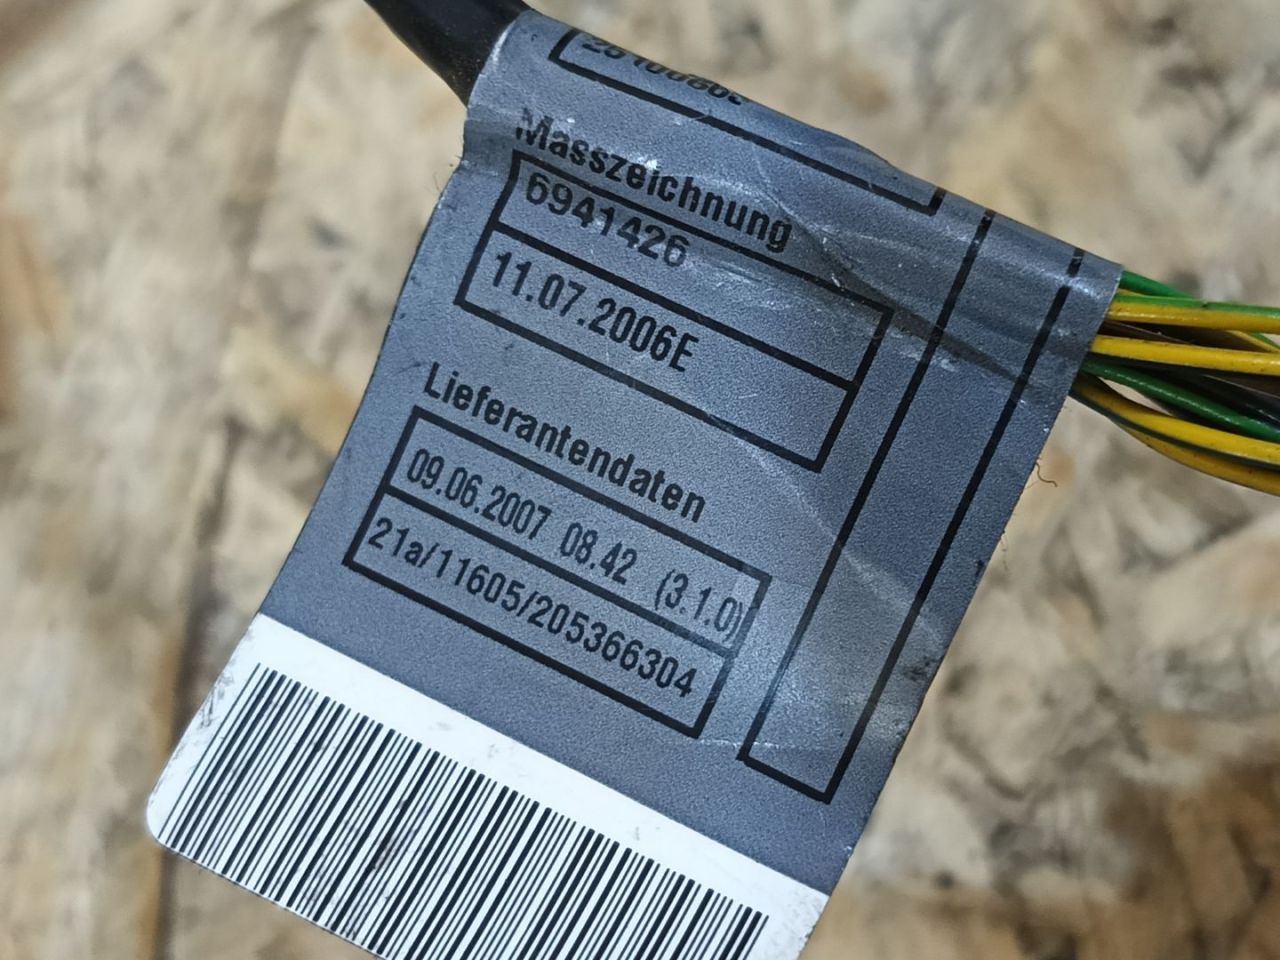 Masszeichnung
6941426
11.07.2006E
Lieferantendaten
09.06.2007 08.42 (3.1.0)
21a/11605/205366304